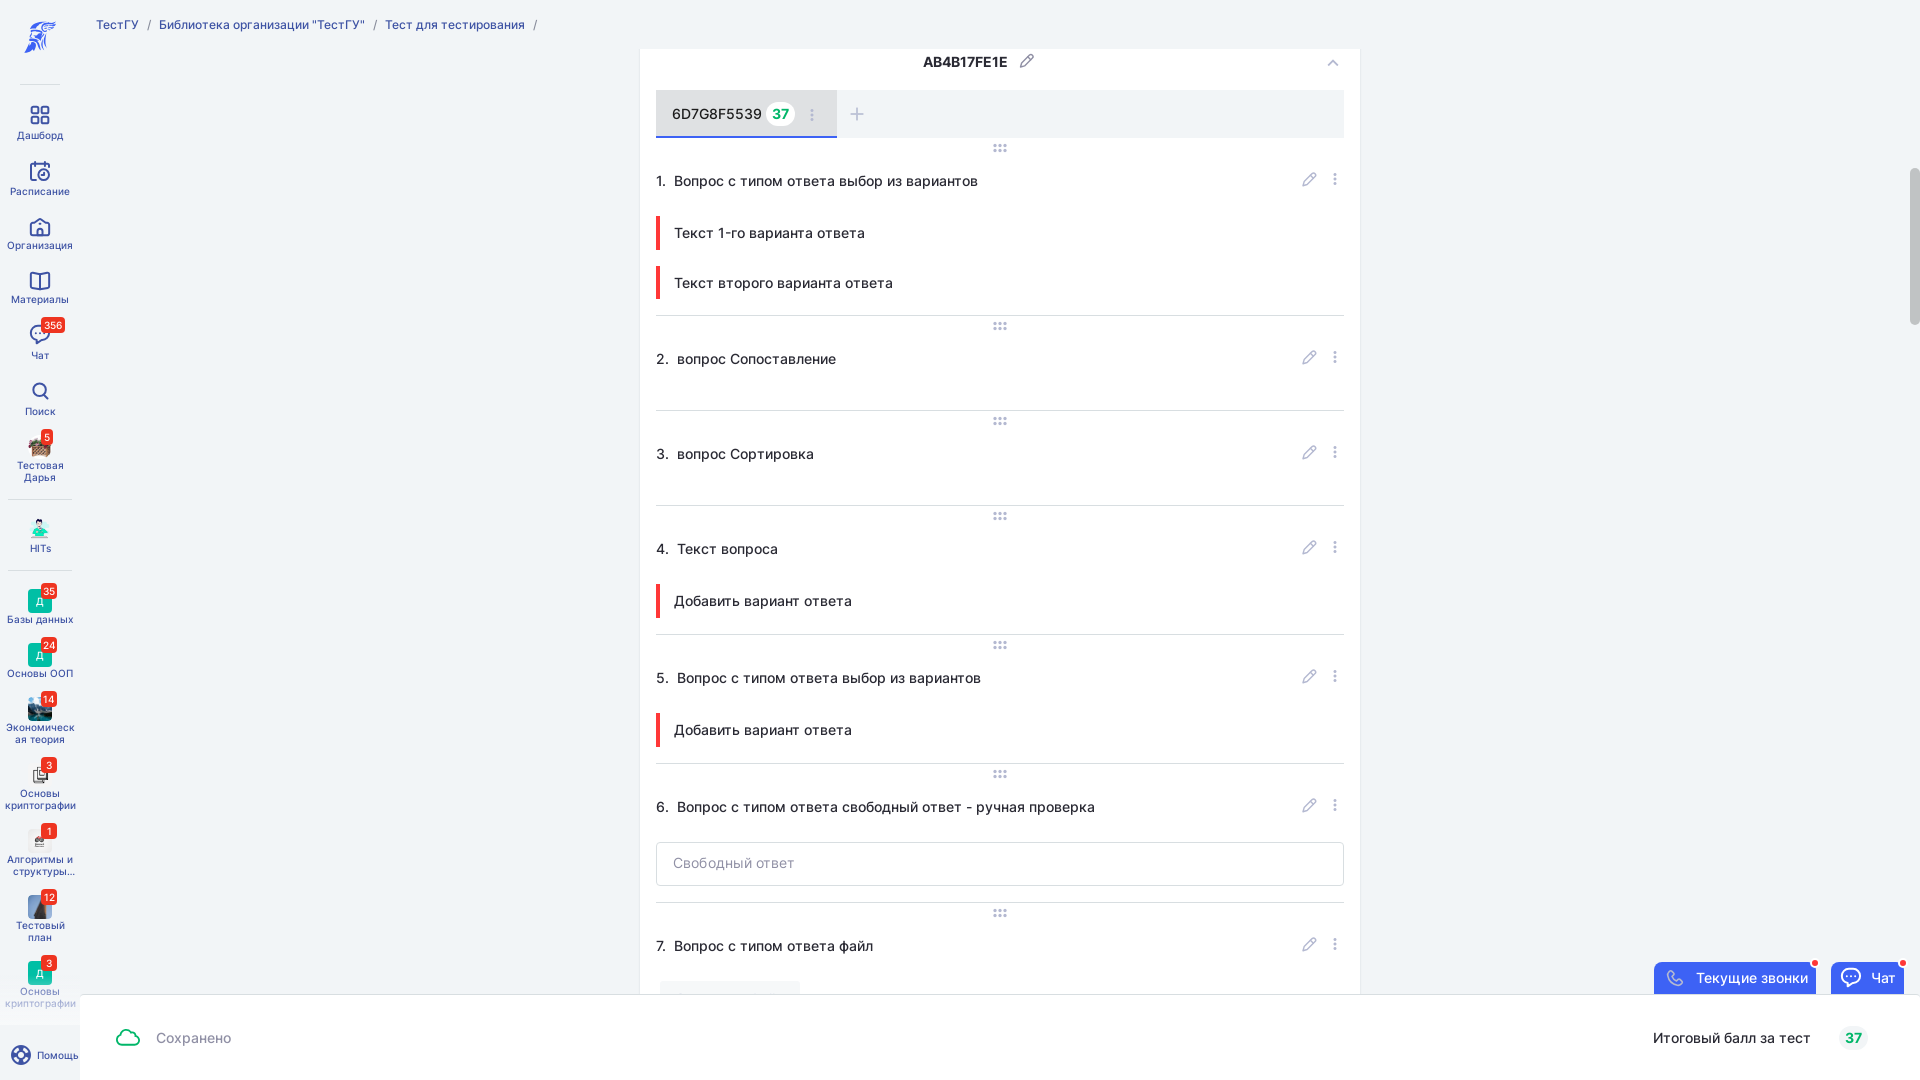 ТестГУ / Библиотека организации "ТестГУ" / Тест для тестирования /
Дашборд
Расписание
Организация
Материалы
356
Чат
Поиск
5
Тестовая
Дарья
HITs
35
Д
Базы данных
24
Д
Основы ООП
14
Экономическ
ая теория
3
Основы
криптографии
1
Алгоритмы и
структуры...
12
Тестовый
план
3
Д
Основы
криптографии
Помощь
AB4B17FE1E
6D7G8F5539 37
1. Вопрос с типом ответа выбор из вариантов
Текст 1-го варианта ответа
Текст второго варианта ответа
2. вопрос Сопоставление
3. вопрос Сортировка
4. Текст вопроса
Добавить вариант ответа
5. Вопрос с типом ответа выбор из вариантов
Добавить вариант ответа
6. Вопрос с типом ответа свободный ответ - ручная проверка
Свободный ответ
7. Вопрос с типом ответа файл
Текущие звонки
Чат
Сохранено
Итоговый балл за тест 37